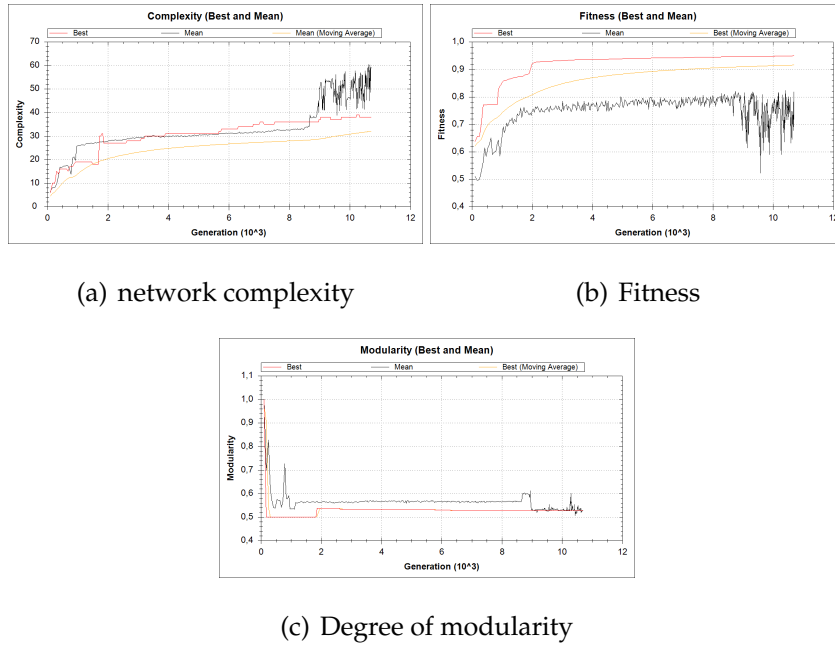 Complexity (Best and Mean)
Best Mean Mean (Moving Average)
70
60
50
40
30
20
10
0
Complexity
0 2 4 6 8 10 12
Generation (10^3)
(a) network complexity
Fitness (Best and Mean)
Best Mean Best (Moving Average)
1,0
0,9
0,8
0,7
0,6
0,5
0,4
Fitness
0 2 4 6 8 10 12
Generation (10^3)
(b) Fitness
Modularity (Best and Mean)
Best Mean Best (Moving Average)
1,1
1,0
0,9
0,8
0,7
0,6
0,5
0,4
Modularity
0 2 4 6 8 10 12
Generation (10^3)
(c) Degree of modularity